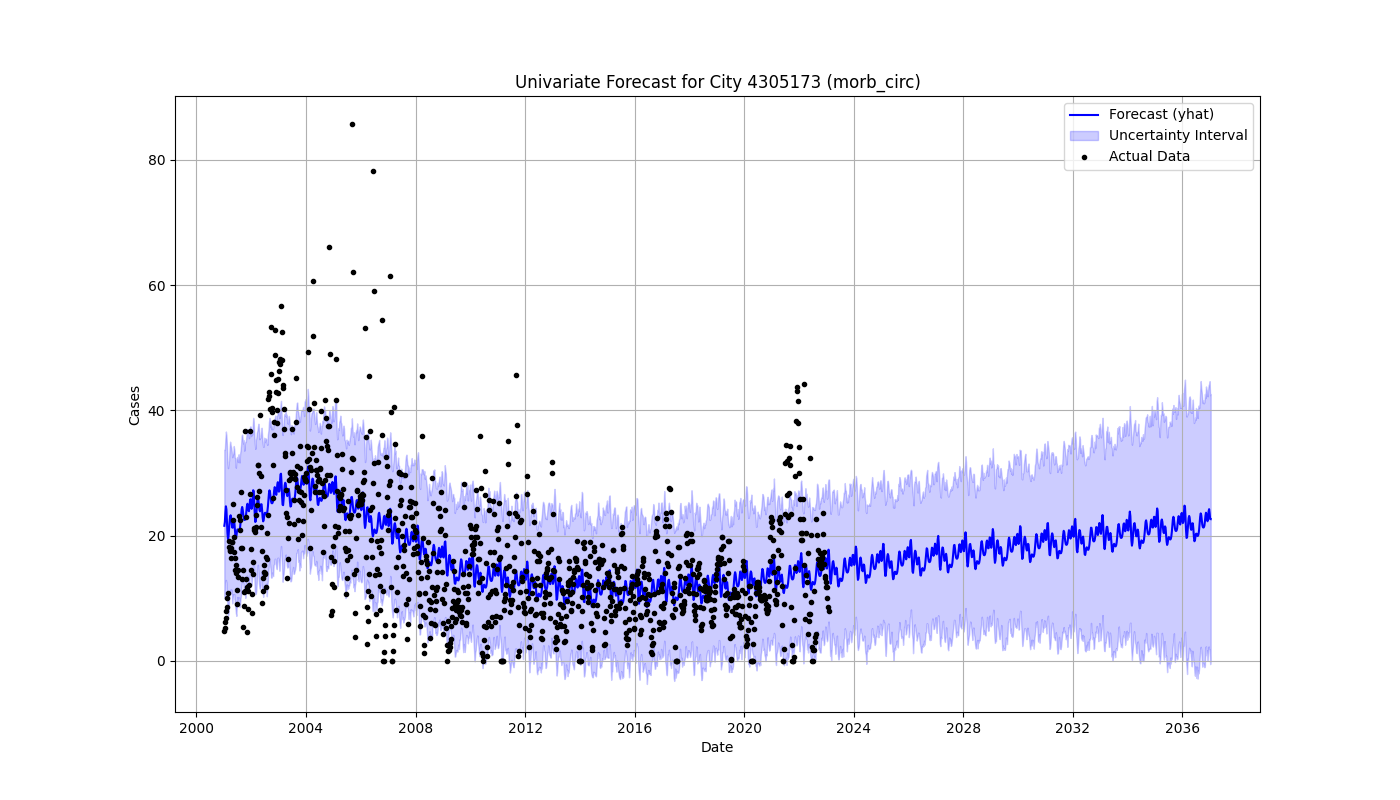 Univariate Forecast for City 4305173 (morb_circ)
Forecast (yhat)
Uncertainty Interval
Actual Data
80
60
40
20
0
Cases
2000 2004 2008 2012 2016 2020 2024 2028 2032 2036
Date